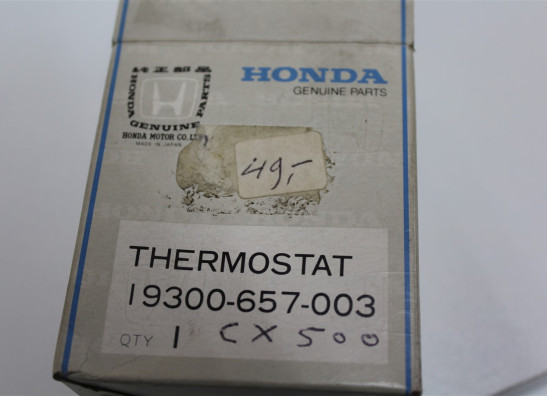 純正部品
HONDA
GENUINE
PARTS
HONDA MOTOR CO.LTD.
MADE IN JAPAN
HONDA
GENUINE PARTS
49,-
THERMOSTAT
19300-657-003
QTY 1 CX500